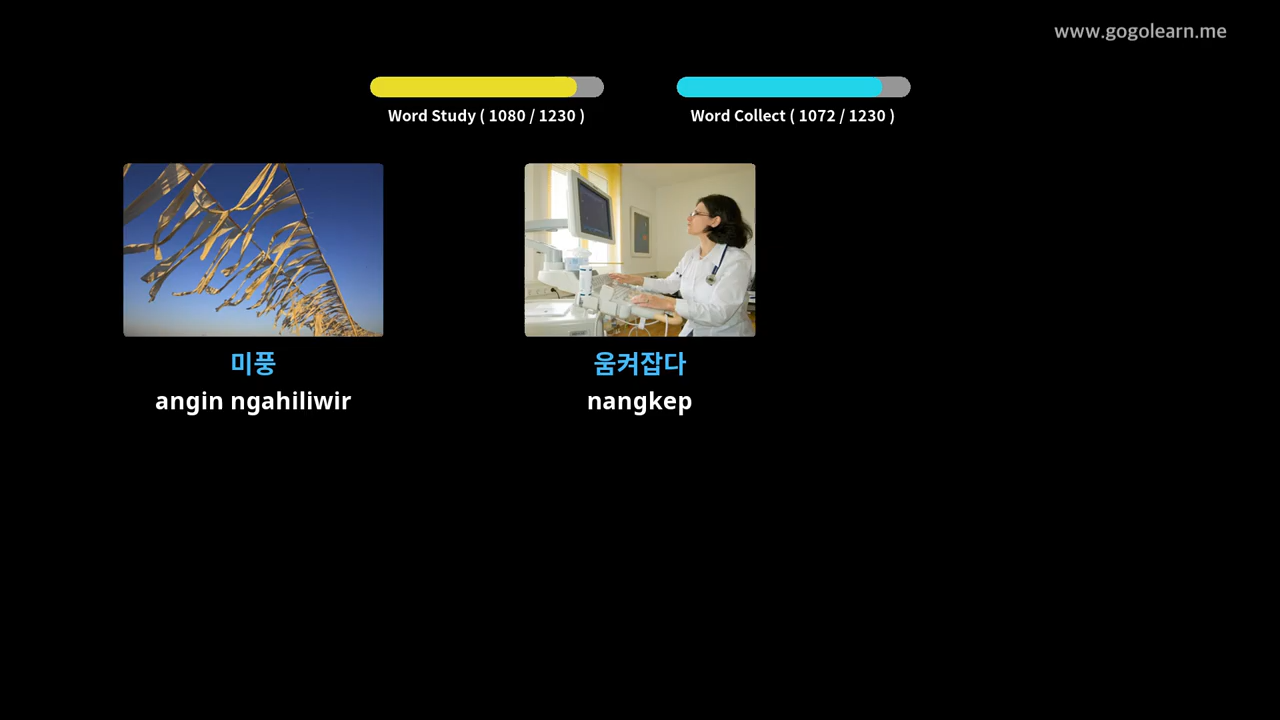 www.gogolearn.me
Word Study ( 1080 / 1230 )
Word Collect ( 1072 / 1230 )
미풍
angin ngahiliwir
움켜잡다
nangkep